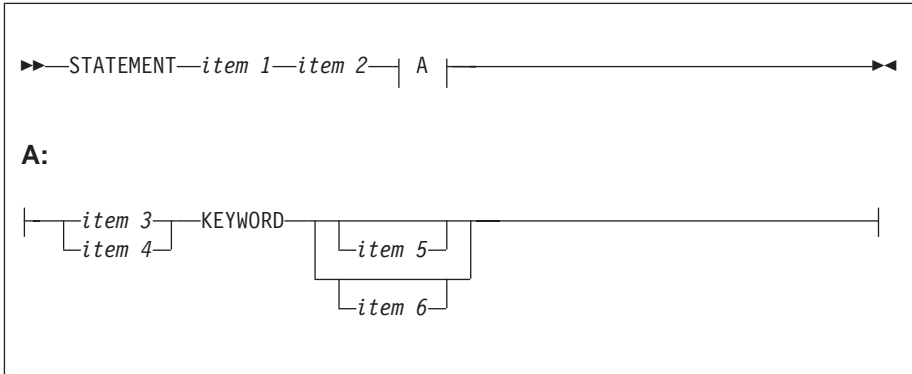 STATEMENT item 1 item 2 A
A:
item 3 KEYWORD
item 4 item 5
item 6